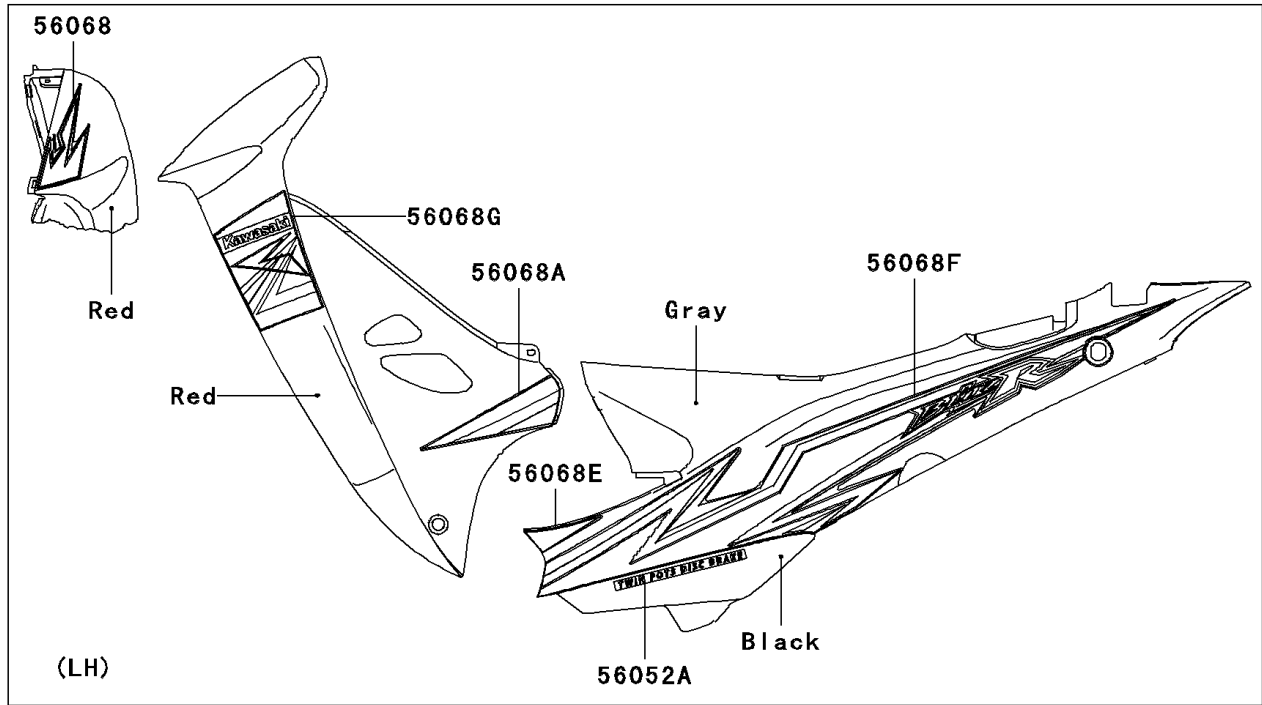 56068
Kawasaki
56068G
56068A
56068F
Red
Gray
Red
56068E
TWIN POTS DISC BRAKE
Black
56052A
(LH)